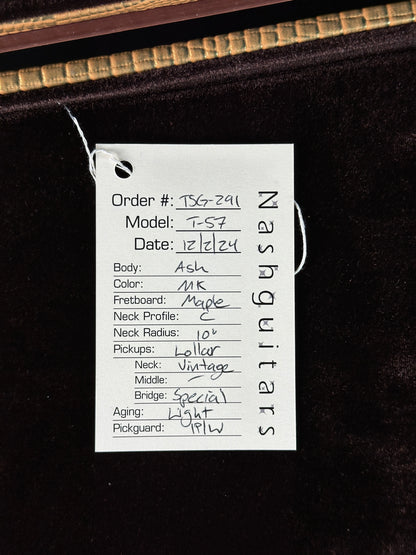 Order #: TSG-291
Model: T-57
Date: 12/2/24
Body: Ash
Color: MK
Fretboard: Maple
Neck Profile: C
Neck Radius: 10"
Pickups: Lollar
Neck: Vintage
Middle: -
Bridge: Special
Aging: Light
Pickguard: 1P/W
Nashguitars